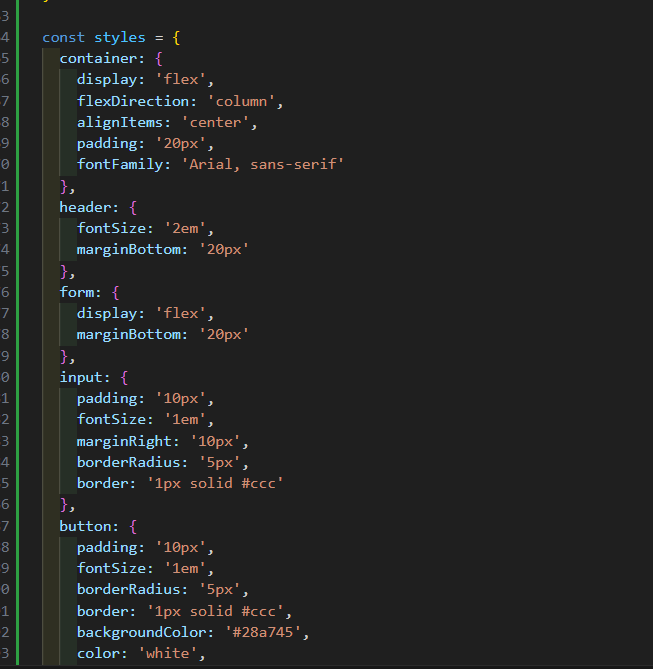 3
4 const styles = {
5 container: {
6 display: 'flex',
7 flexDirection: 'column',
8 alignItems: 'center',
9 padding: '20px',
0 fontFamily: 'Arial, sans-serif'
1 },
2 header: {
3 fontSize: '2em',
4 marginBottom: '20px'
5 },
6 form: {
7 display: 'flex',
8 marginBottom: '20px'
9 },
0 input: {
1 padding: '10px',
2 fontSize: '1em',
3 marginRight: '10px',
4 borderRadius: '5px',
5 border: '1px solid #ccc'
6 },
7 button: {
8 padding: '10px',
9 fontSize: '1em',
0 borderRadius: '5px',
1 border: '1px solid #ccc',
2 backgroundColor: '#28a745',
3 color: 'white',